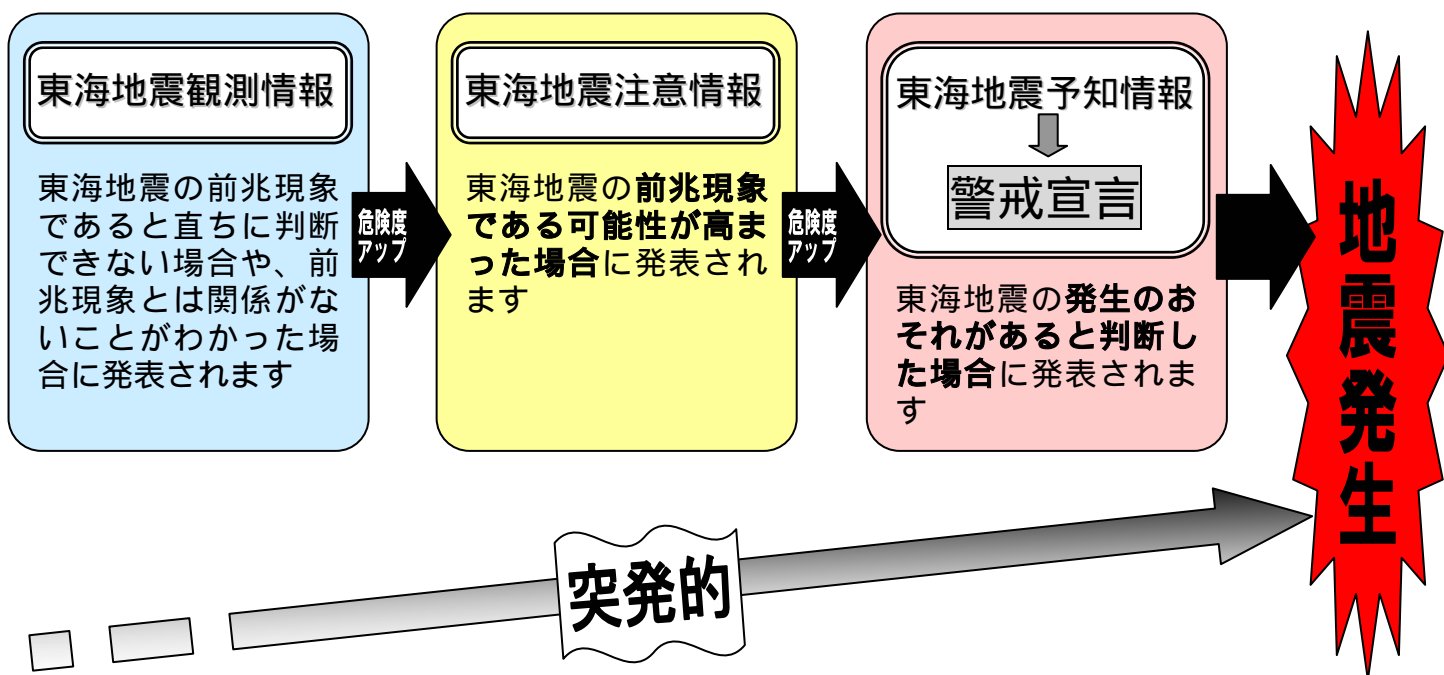 東海地震観測情報
東海地震の前兆現象
であると直ちに判断
できない場合や、前
兆現象とは関係がな
いことがわかった場
合に発表されます
危険度
アップ
東海地震注意情報
東海地震の前兆現象
である可能性が高ま
った場合に発表され
ます
危険度
アップ
東海地震予知情報
警戒宣言
東海地震の発生のお
それがあると判断し
た場合に発表されま
す
地震発生
突発的